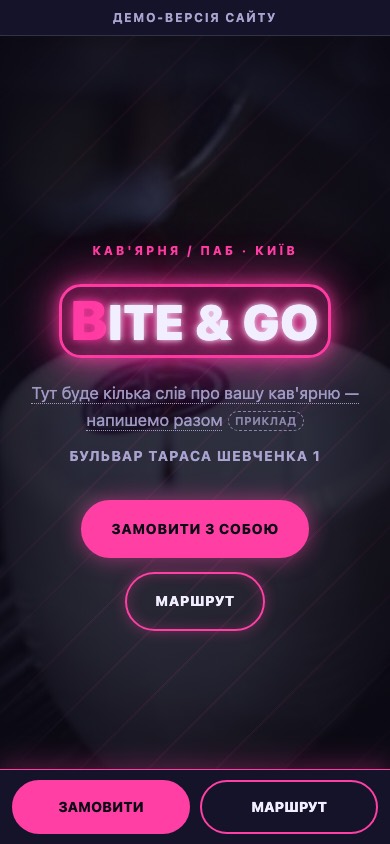 ДЕМО-ВЕРСІЯ САЙТУ
КАВ'ЯРНЯ / ПАБ · КИЇВ
BITE & GO
Тут буде кілька слів про вашу кав'ярню —
напишемо разом ПРИКЛАД
БУЛЬВАР ТАРАСА ШЕВЧЕНКА 1
ЗАМОВИТИ З СОБОЮ
МАРШРУТ
ЗАМОВИТИ МАРШРУТ